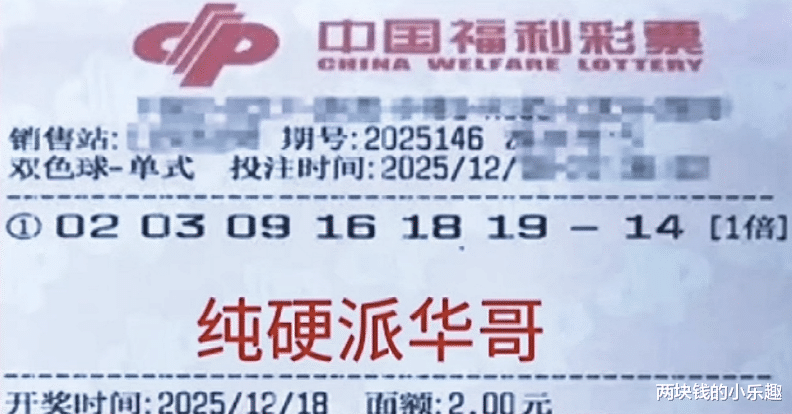 中国福利彩票
CHINA WELFARE LOTTERY
销售站: 期号:2025146
双色球-单式 投注时间:2025/12/
① 02 03 09 16 18 19 - 14 [1倍]
纯硬派华哥
开奖时间:2025/12/18 面额:2.00元
两块钱的小乐趣